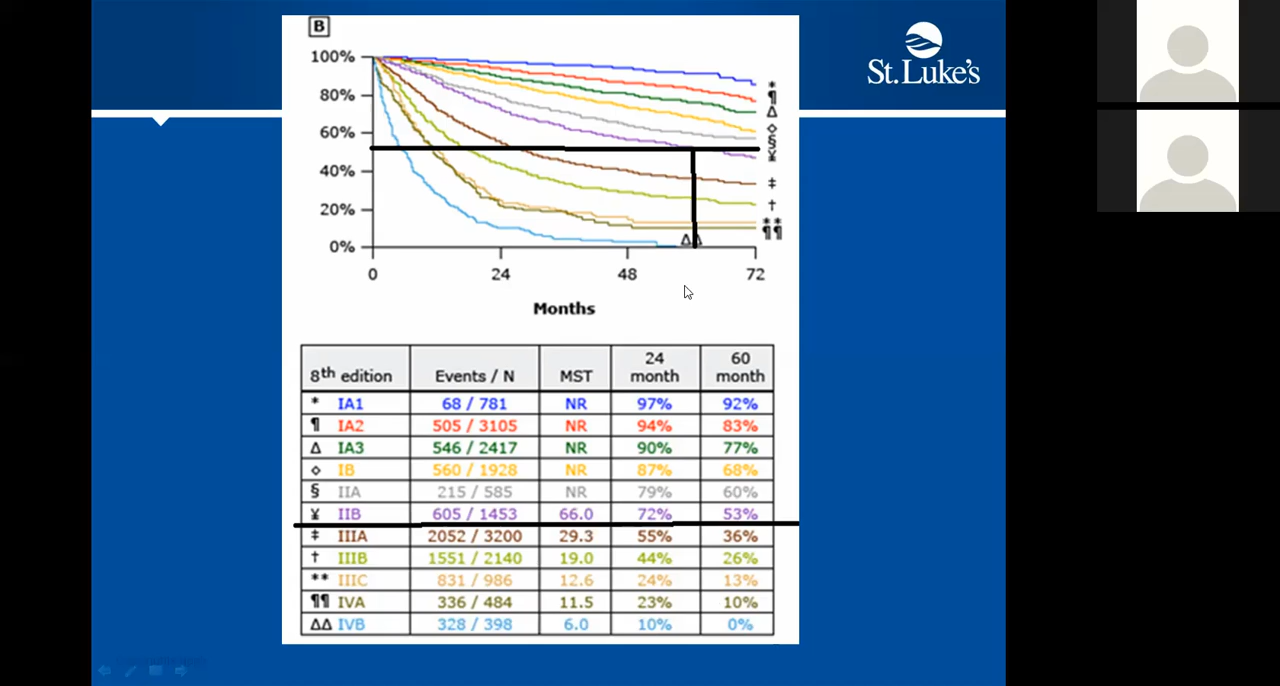 B
St. Luke's
100%
80%
60%
40%
20%
0%
*
¶
Δ
◇
§
¥
‡
†
**
¶¶
ΔΔ
0 24 48 72
Months
8th edition Events / N MST 24 month 60 month
* IA1 68 / 781 NR 97% 92%
¶ IA2 505 / 3105 NR 94% 83%
Δ IA3 546 / 2417 NR 90% 77%
◇ IB 560 / 1928 NR 87% 68%
§ IIA 215 / 585 NR 79% 60%
¥ IIB 605 / 1453 66.0 72% 53%
‡ IIIA 2052 / 3200 29.3 55% 36%
† IIIB 1551 / 2140 19.0 44% 26%
** IIIC 831 / 986 12.6 24% 13%
¶¶ IVA 336 / 484 11.5 23% 10%
ΔΔ IVB 328 / 398 6.0 10% 0%